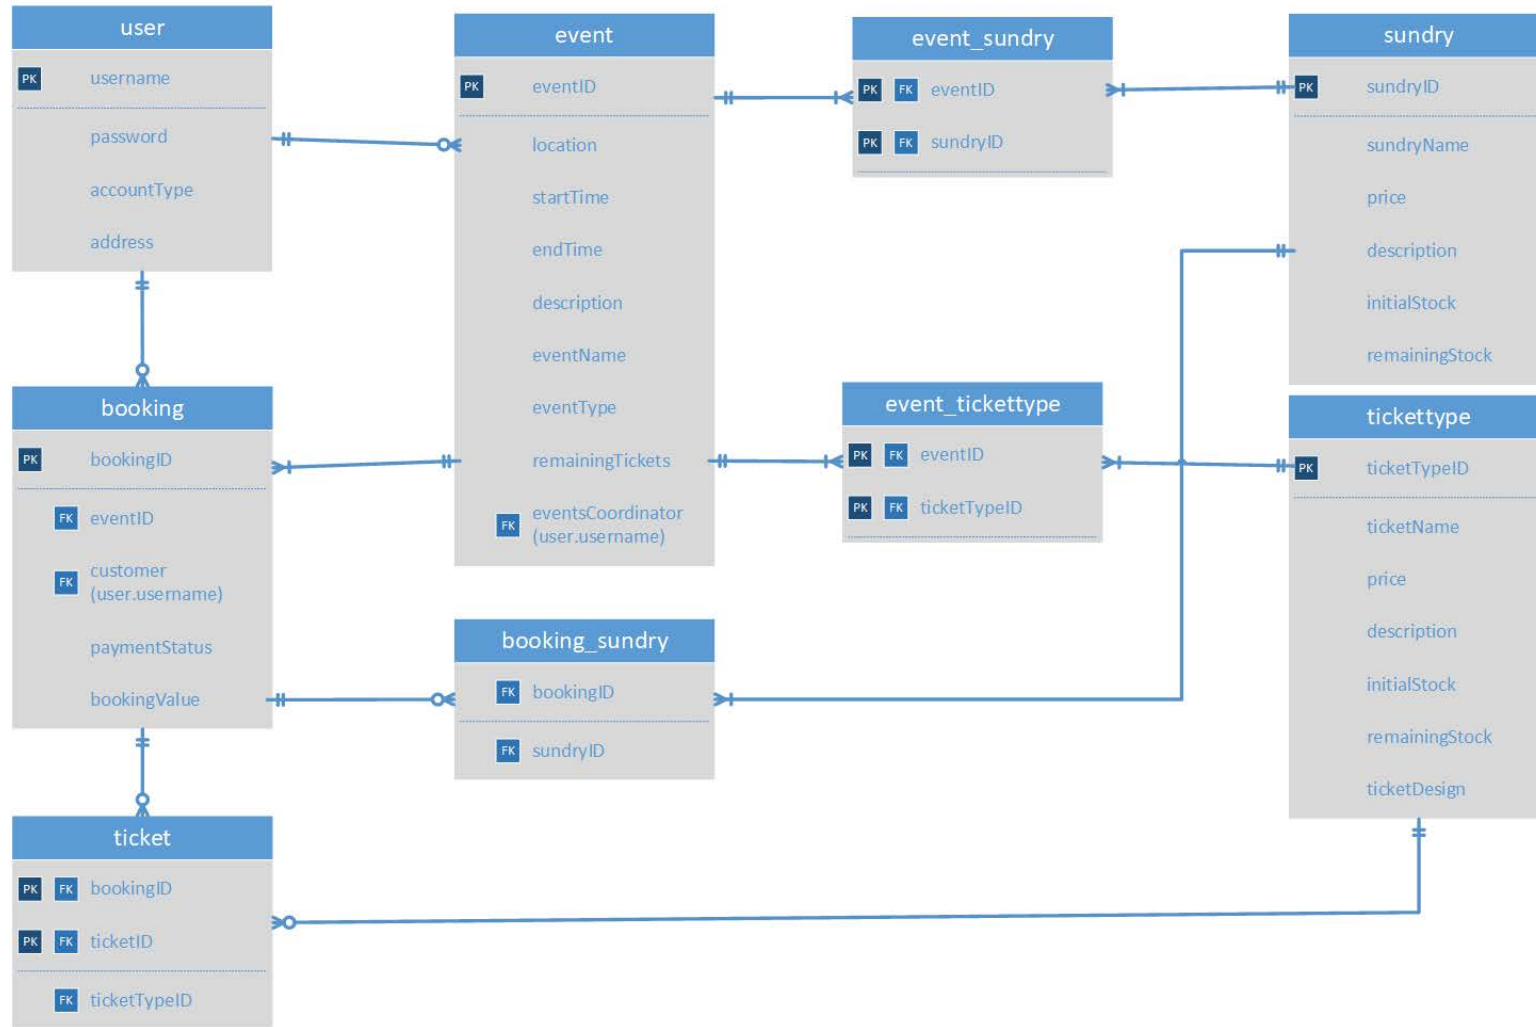 user
PK username
password
accountType
address
event
PK eventID
location
startTime
endTime
description
eventName
eventType
remainingTickets
FK eventsCoordinator
(user.username)
event_sundry
PK FK eventID
PK FK sundryID
sundry
PK sundryID
sundryName
price
description
initialStock
remainingStock
booking
PK bookingID
FK eventID
FK customer
(user.username)
paymentStatus
bookingValue
event_tickettype
PK FK eventID
PK FK ticketTypeID
tickettype
PK ticketTypeID
ticketName
price
description
initialStock
remainingStock
ticketDesign
booking_sundry
FK bookingID
FK sundryID
ticket
PK FK bookingID
PK FK ticketID
FK ticketTypeID